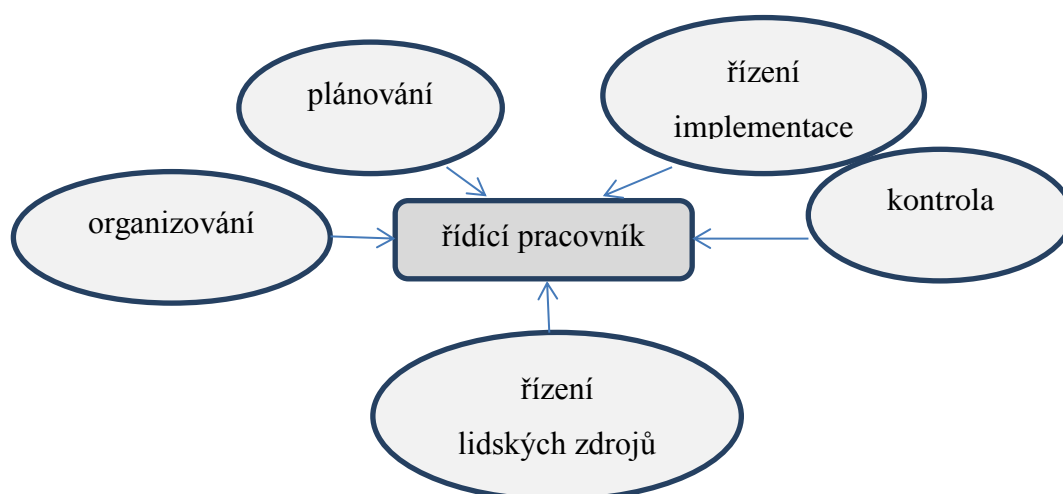 plánování
řízení
implementace
kontrola
organizování
řídící pracovník
řízení
lidských zdrojů